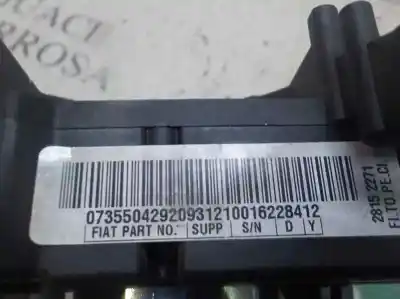 07355042920931210016228412
FIAT PART NO. SUPP S/N D Y
2815 2271
FI.TO.PE.CI.